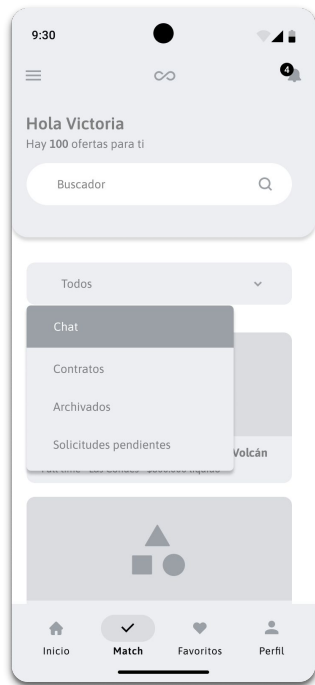 9:30
4
Hola Victoria
Hay 100 ofertas para ti
Buscador
Todos
Chat
Contratos
Archivados
Solicitudes pendientes
Volcán
Inicio
Match
Favoritos
Perfil